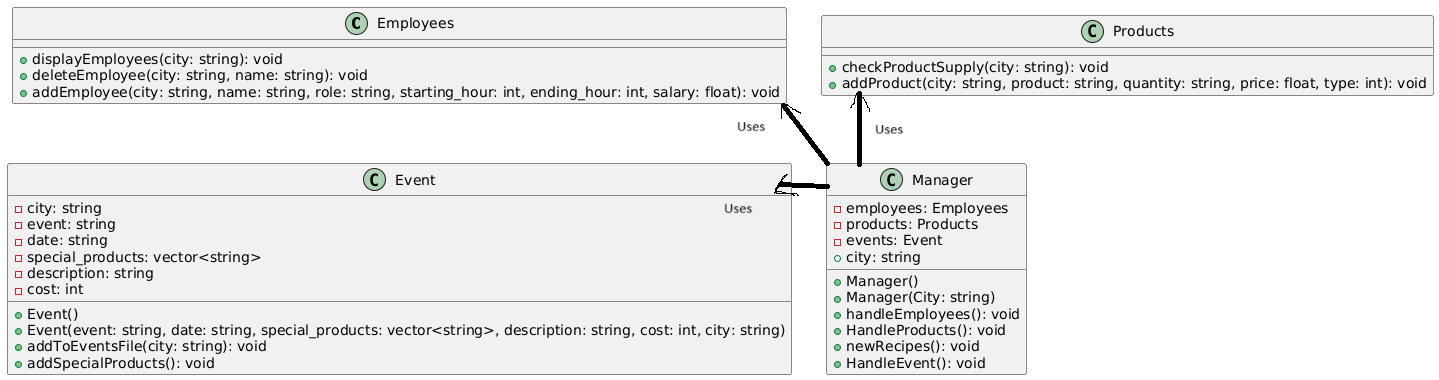 C Employees
displayEmployees(city: string): void
deleteEmployee(city: string, name: string): void
addEmployee(city: string, name: string, role: string, starting_hour: int, ending_hour: int, salary: float): void
C Products
checkProductSupply(city: string): void
addProduct(city: string, product: string, quantity: string, price: float, type: int): void
Uses
Uses
C Event
city: string
event: string
date: string
special_products: vector<string>
description: string
cost: int
Event()
Event(event: string, date: string, special_products: vector<string>, description: string, cost: int, city: string)
addToEventsFile(city: string): void
addSpecialProducts(): void
Uses
C Manager
employees: Employees
products: Products
events: Event
city: string
Manager()
Manager(City: string)
handleEmployees(): void
HandleProducts(): void
newRecipes(): void
HandleEvent(): void